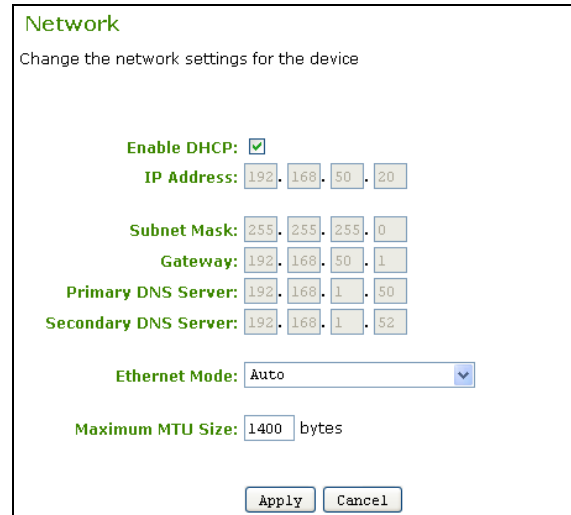 Network
Change the network settings for the device
Enable DHCP:
IP Address: 192. 168. 50. 20
Subnet Mask: 255. 255. 255. 0
Gateway: 192. 168. 50. 1
Primary DNS Server: 192. 168. 1. 50
Secondary DNS Server: 192. 168. 1. 52
Ethernet Mode: Auto
Maximum MTU Size: 1400 bytes
Apply Cancel